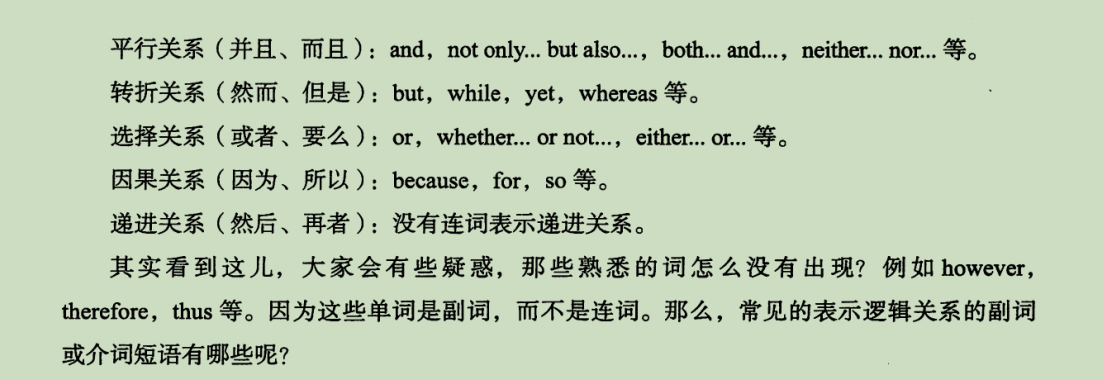 平行关系（并且、而且）：and，not only... but also...，both... and...，neither... nor... 等。
转折关系（然而、但是）：but，while，yet，whereas 等。
选择关系（或者、要么）：or，whether... or not...，either... or... 等。
因果关系（因为、所以）：because，for，so 等。
递进关系（然后、再者）：没有连词表示递进关系。
其实看到这儿，大家会有些疑惑，那些熟悉的词怎么没有出现？例如 however，
therefore，thus 等。因为这些单词是副词，而不是连词。那么，常见的表示逻辑关系的副词
或介词短语有哪些呢？